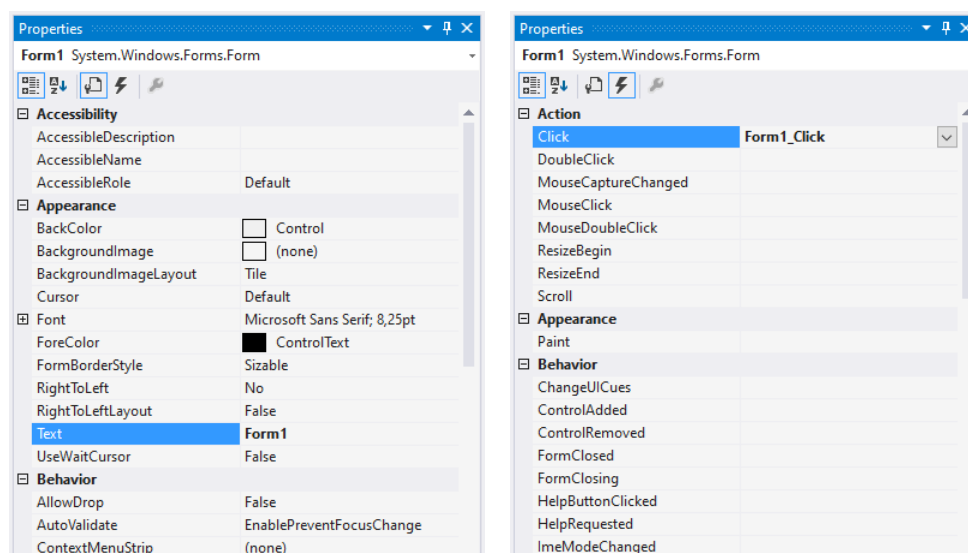 Properties
Form1 System.Windows.Forms.Form
Accessibility
AccessibleDescription
AccessibleName
AccessibleRole Default
Appearance
BackColor Control
BackgroundImage (none)
BackgroundImageLayout Tile
Cursor Default
Font Microsoft Sans Serif; 8,25pt
ForeColor ControlText
FormBorderStyle Sizable
RightToLeft No
RightToLeftLayout False
Text Form1
UseWaitCursor False
Behavior
AllowDrop False
AutoValidate EnablePreventFocusChange
ContextMenuStrip (none)
Properties
Form1 System.Windows.Forms.Form
Action
Click Form1_Click
DoubleClick
MouseCaptureChanged
MouseClick
MouseDoubleClick
ResizeBegin
ResizeEnd
Scroll
Appearance
Paint
Behavior
ChangeUICues
ControlAdded
ControlRemoved
FormClosed
FormClosing
HelpButtonClicked
HelpRequested
ImeModeChanged